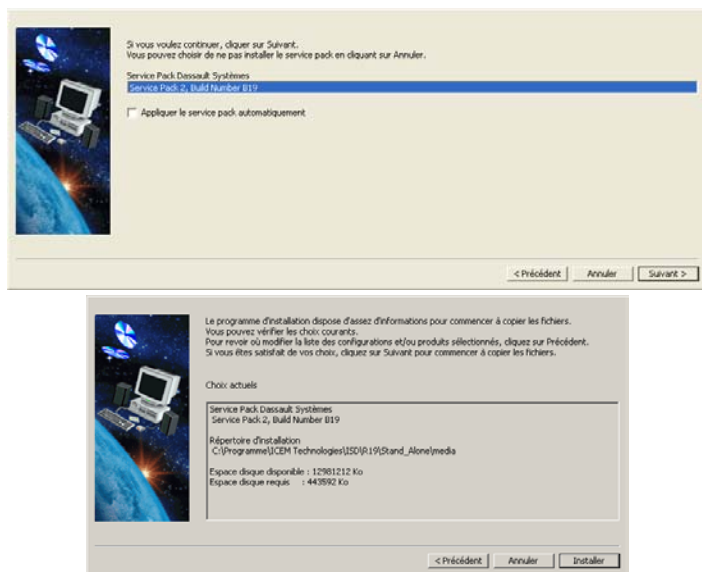 Si vous voulez continuer, cliquer sur Suivant.
Vous pouvez choisir de ne pas installer le service pack en cliquant sur Annuler.
Service Pack Dassault Systèmes
Service Pack 2, Build Number B19
Appliquer le service pack automatiquement
< Précédent
Annuler
Suivant >
Le programme d'installation dispose d'assez d'informations pour commencer à copier les fichiers.
Vous pouvez vérifier les choix courants.
Pour revoir où modifier la liste des configurations et/ou produits sélectionnés, cliquez sur Précédent.
Si vous êtes satisfait de vos choix, cliquez sur Suivant pour commencer à copier les fichiers.
Choix actuels
Service Pack Dassault Systèmes
Service Pack 2, Build Number B19
Répertoire d'installation
C:\Programme\ICEM Technologies\ISD\R19\Stand_Alone\media
Espace disque disponible : 12981212 Ko
Espace disque requis : 443592 Ko
< Précédent
Annuler
Installer